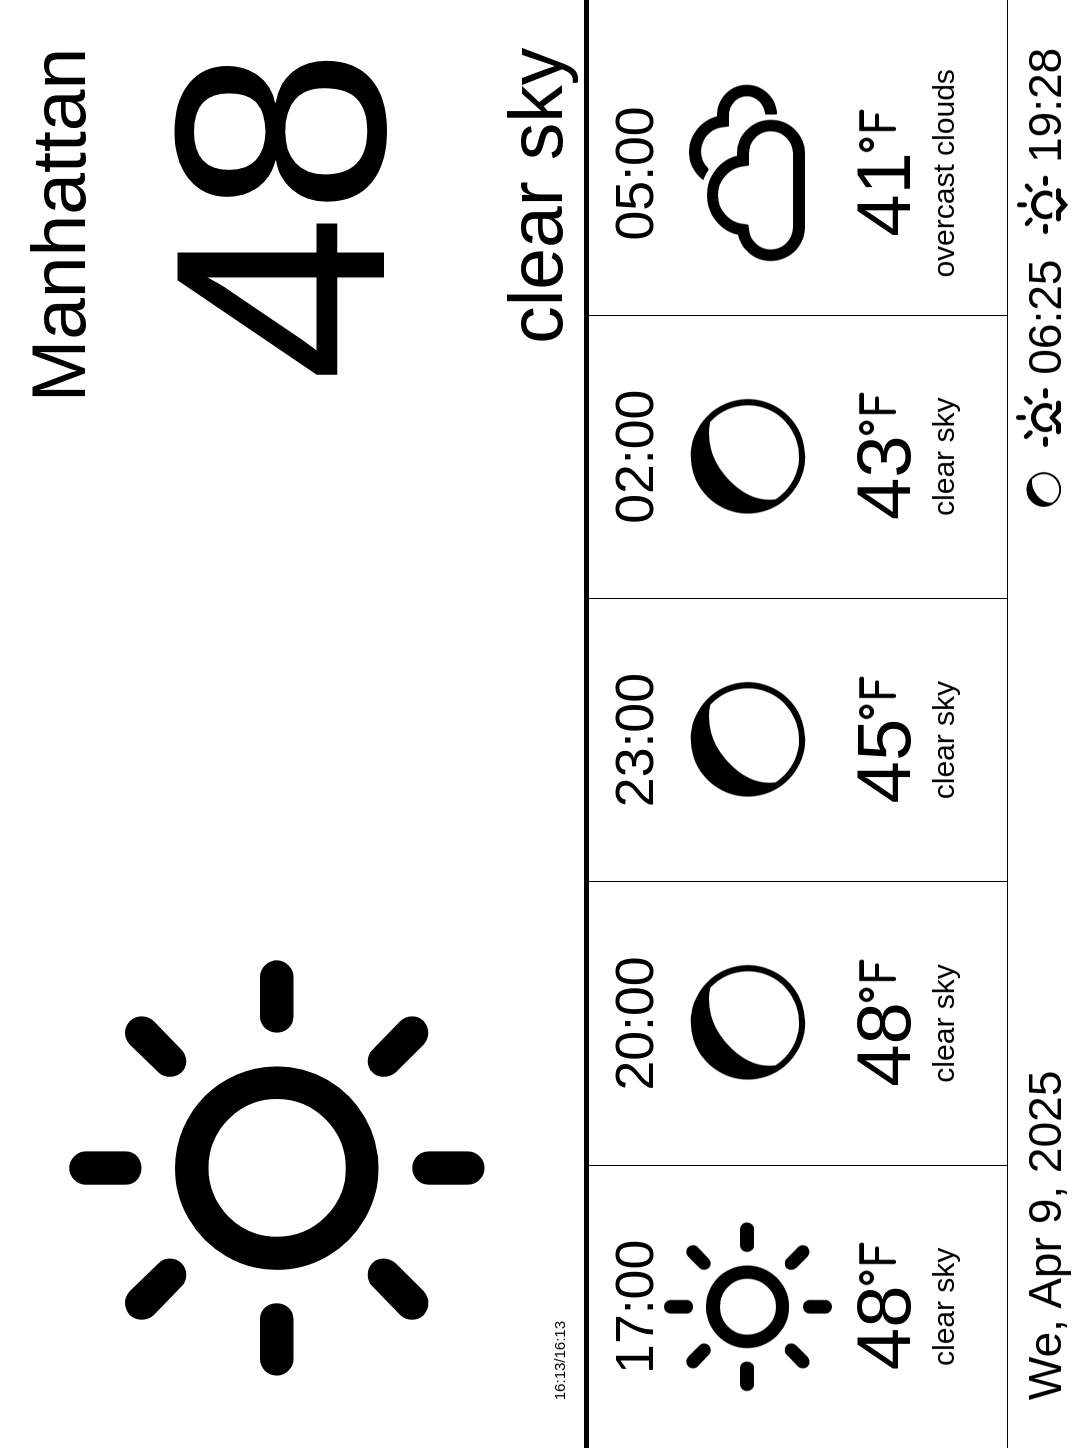 Manhattan
48
clear sky
16:13/16:13
17:00 20:00 23:00 02:00 05:00
48°F 48°F 45°F 43°F 41°F
clear sky clear sky clear sky clear sky overcast clouds
We, Apr 9, 2025 06:25 19:28